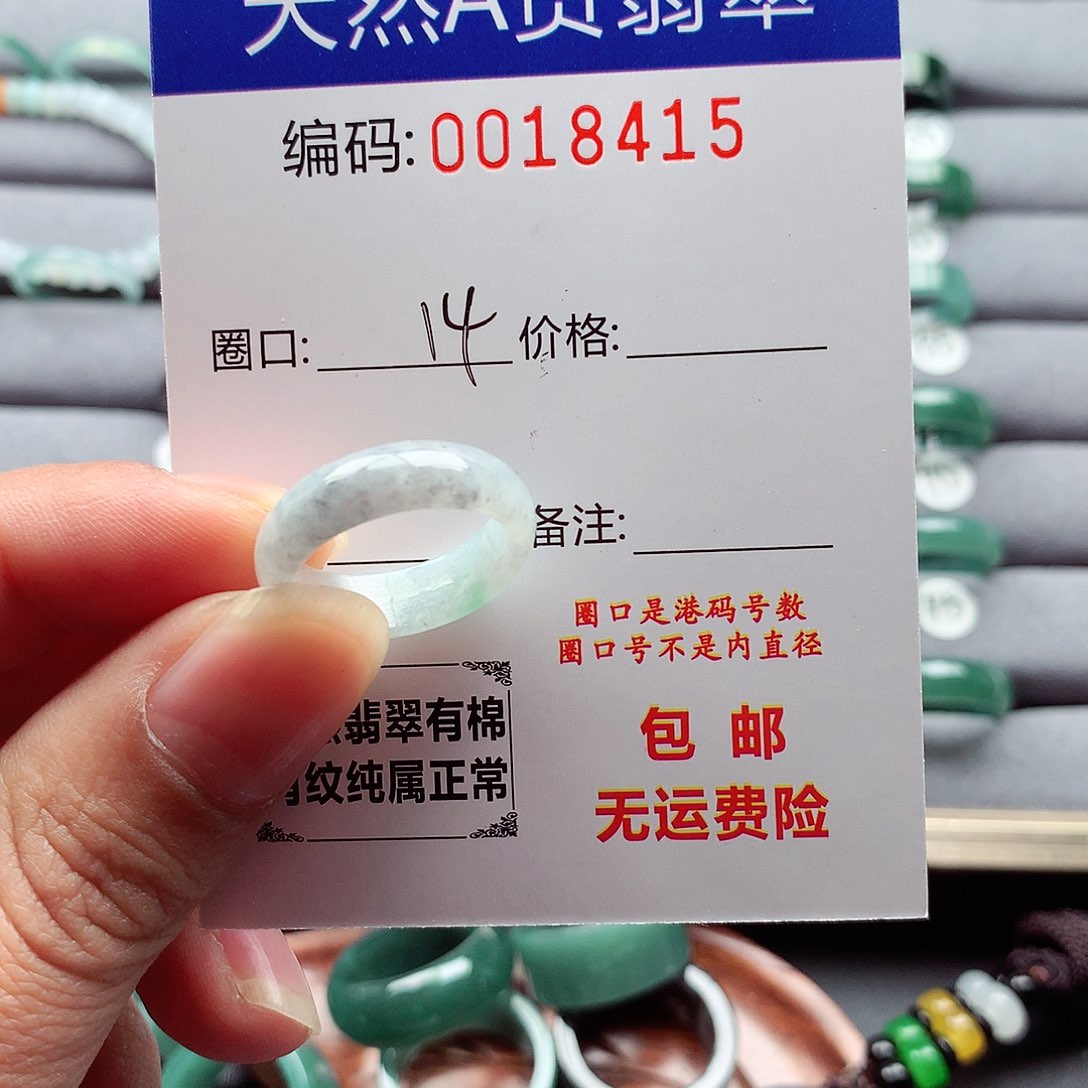 天然A货翡翠
编码:0018415
圈口: 14 价格:
备注:
圈口是港码号数
圈口号不是内直径
翡翠有棉
纹纯属正常
包邮
无运费险